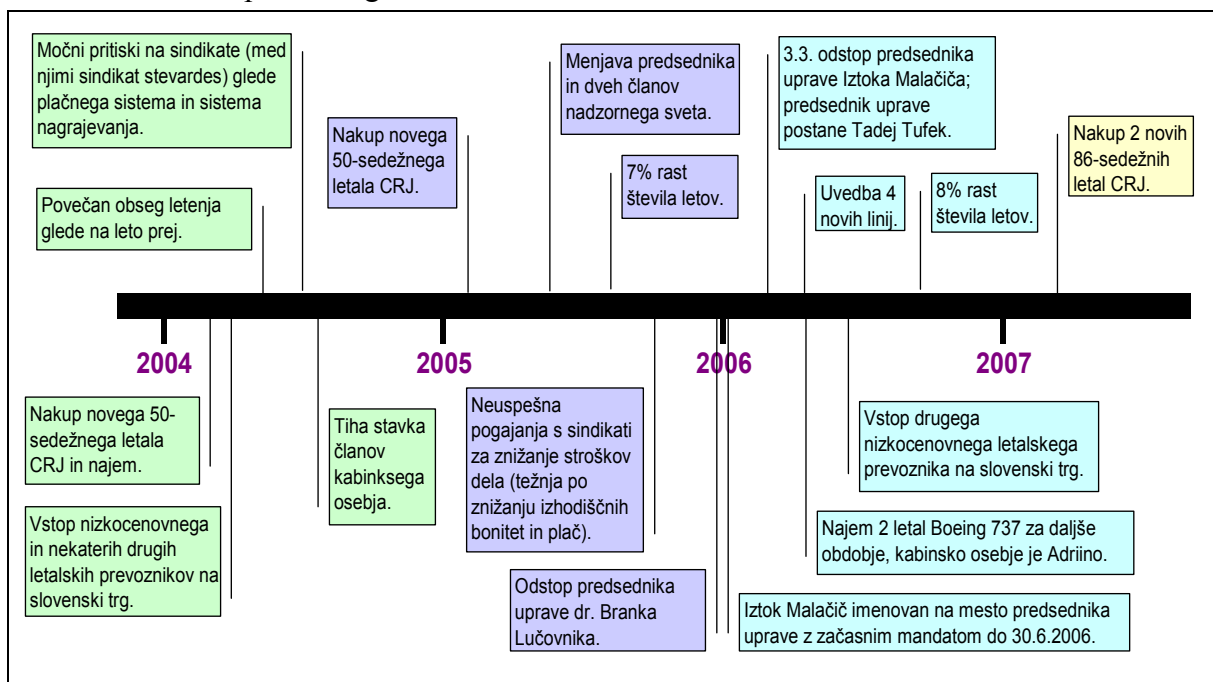 Močni pritiski na sindikate (med
njimi sindikat stevardes) glede
plačnega sistema in sistema
nagrajevanja.
Povečan obseg letenja
glede na leto prej.
Nakup novega
50-sedežnega
letala CRJ.
Menjava predsednika
in dveh članov
nadzornega sveta.
7% rast
števila letov.
3.3. odstop predsednika
uprave Iztoka Malačiča;
predsednik uprave
postane Tadej Tufek.
Uvedba 4
novih linij.
8% rast
števila letov.
Nakup 2 novih
86-sedežnih
letal CRJ.
2004
2005
2006
2007
Nakup novega 50-
sedežnega letala
CRJ in najem.
Vstop nizkocenovnega
in nekaterih drugih
letalskih prevoznikov na
slovenski trg.
Tiha stavka
članov
kabinksega
osebja.
Neuspešna
pogajanja s sindikati
za znižanje stroškov
dela (težnja po
znižanju izhodiščnih
bonitet in plač).
Odstop predsednika
uprave dr. Branka
Lučovnika.
Vstop drugega
nizkocenovnega letalskega
prevoznika na slovenski trg.
Najem 2 letal Boeing 737 za daljše
obdobje, kabinsko osebje je Adriino.
Iztok Malačič imenovan na mesto predsednika
uprave z začasnim mandatom do 30.6.2006.